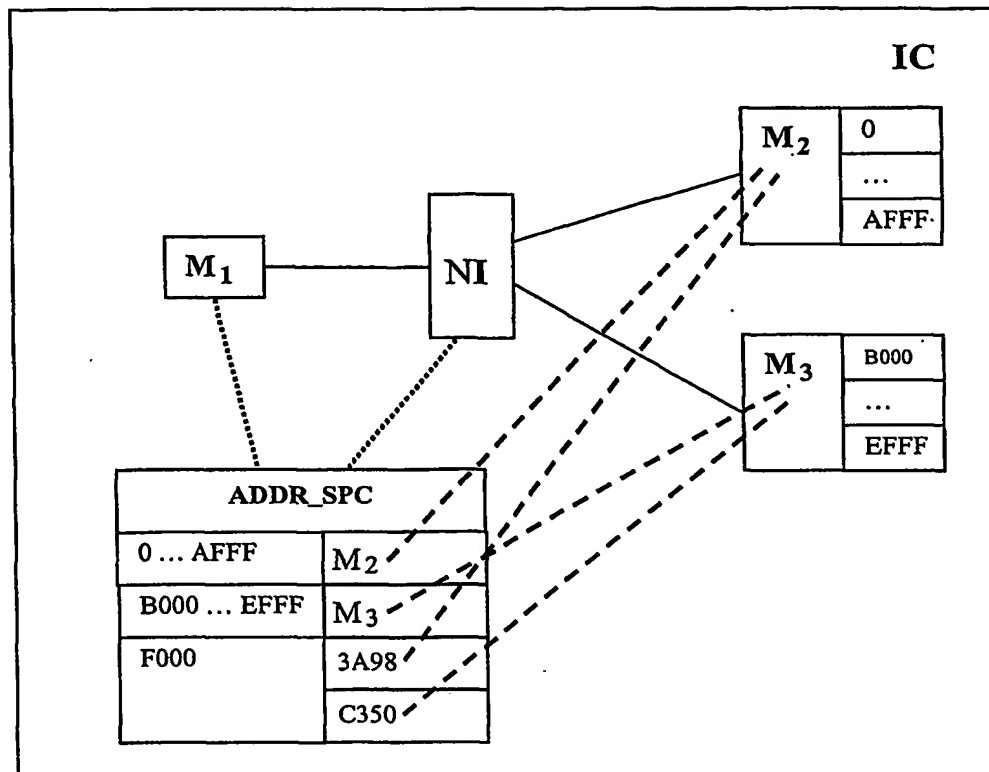 IC
M2
0
...
AFFF
M1
NI
M3
B000
...
EFFF
ADDR_SPC
0 ... AFFF
M2
B000 ... EFFF
M3
F000
3A98
C350